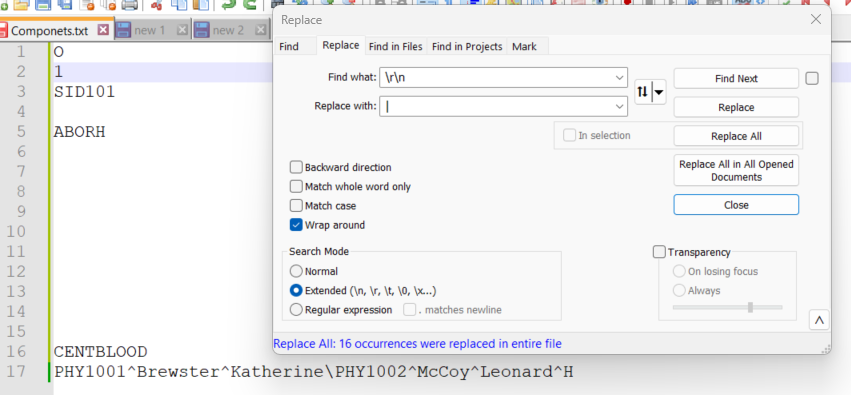 Componets.txt new 1 new 2
Replace
Find Replace Find in Files Find in Projects Mark
Find what: \r\n Find Next
Replace with: | Replace
In selection Replace All
Replace All in All Opened
Documents
Close
Backward direction
Match whole word only
Match case
Wrap around
Search Mode
Normal
Extended (\n, \r, \t, \0, \x...)
Regular expression . matches newline
Transparency
On losing focus
Always
Replace All: 16 occurrences were replaced in entire file
1 O
2 1
3 SID101
4
5 ABORH
6
7
8
9
10
11
12
13
14
15
16 CENTBLOOD
17 PHY1001^Brewster^Katherine\PHY1002^McCoy^Leonard^H